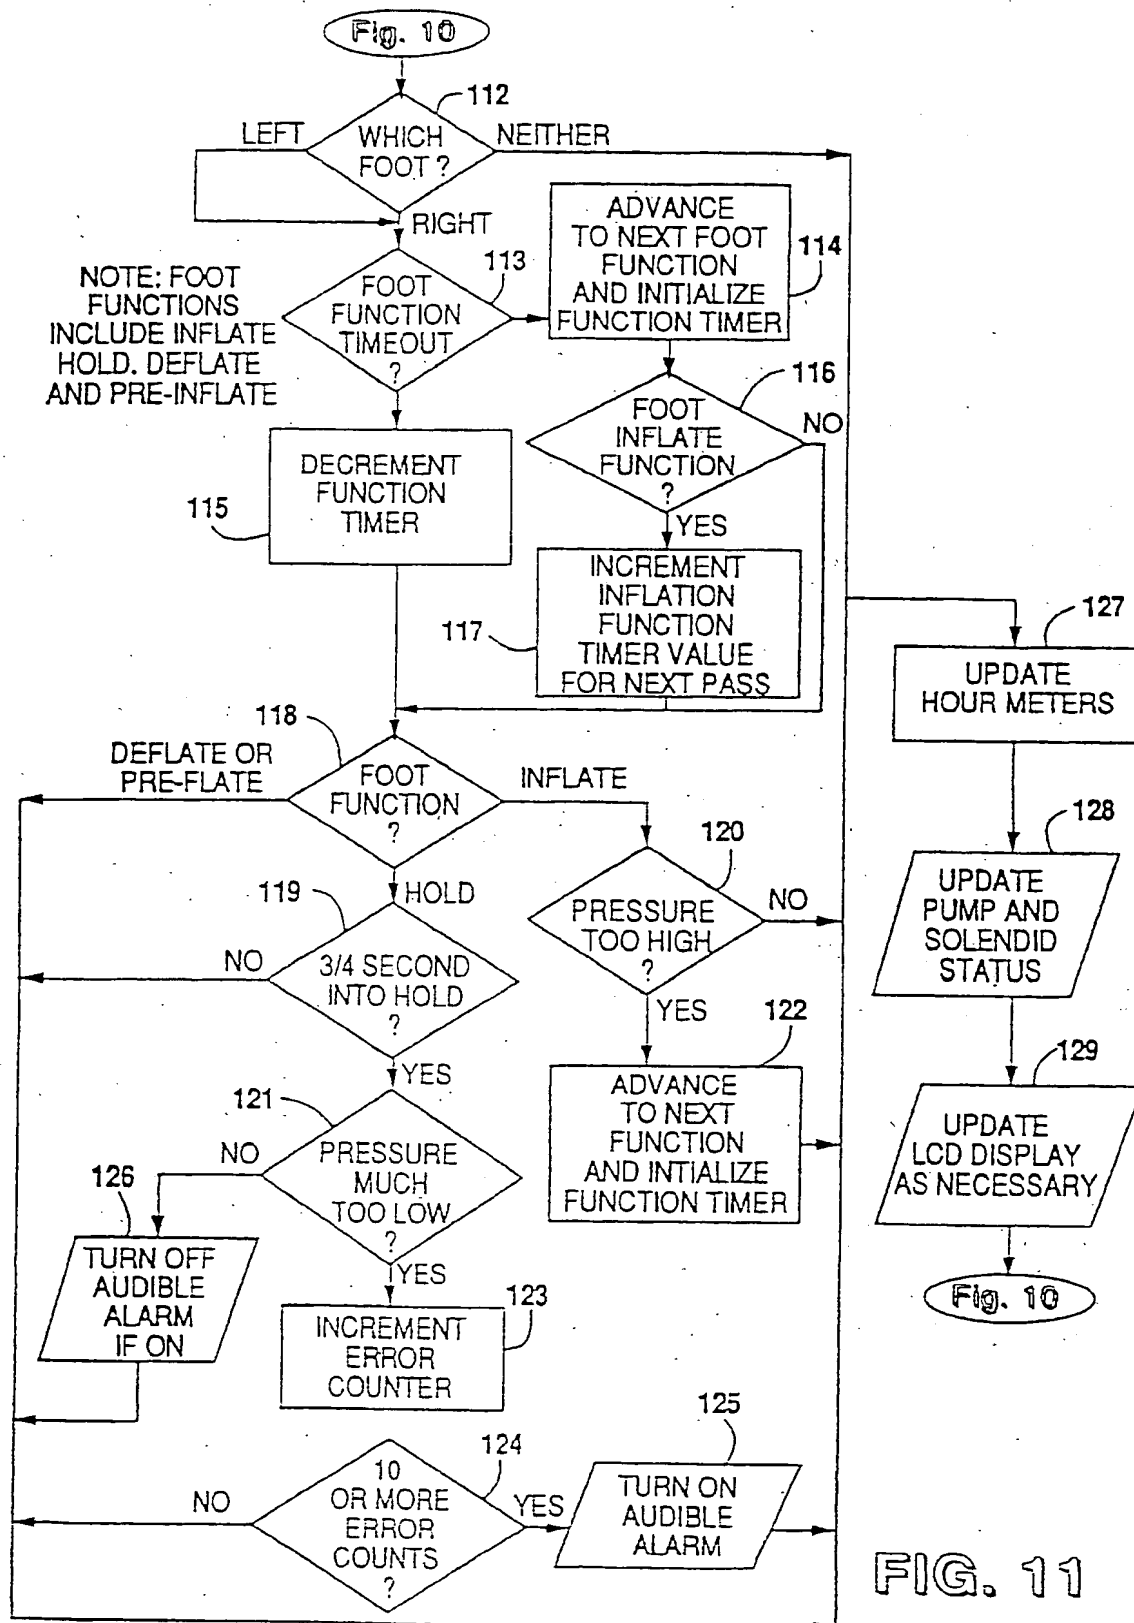 Fig. 10
112
LEFT
WHICH
FOOT ?
NEITHER
RIGHT
NOTE: FOOT
FUNCTIONS
INCLUDE INFLATE
HOLD. DEFLATE
AND PRE-INFLATE
113
FOOT
FUNCTION
TIMEOUT
?
ADVANCE
TO NEXT FOOT
FUNCTION
AND INITIALIZE
FUNCTION TIMER
114
116
FOOT
INFLATE
FUNCTION
?
NO
YES
DECREMENT
FUNCTION
TIMER
115
INCREMENT
INFLATION
FUNCTION
TIMER VALUE
FOR NEXT PASS
117
127
UPDATE
HOUR METERS
118
DEFLATE OR
PRE-FLATE
FOOT
FUNCTION
?
INFLATE
HOLD
120
PRESSURE
TOO HIGH
?
NO
YES
128
UPDATE
PUMP AND
SOLENDID
STATUS
119
NO
3/4 SECOND
INTO HOLD
?
YES
122
ADVANCE
TO NEXT
FUNCTION
AND INTIALIZE
FUNCTION TIMER
129
UPDATE
LCD DISPLAY
AS NECESSARY
Fig. 10
121
NO
PRESSURE
MUCH
TOO LOW
?
YES
126
TURN OFF
AUDIBLE
ALARM
IF ON
123
INCREMENT
ERROR
COUNTER
124
NO
10
OR MORE
ERROR
COUNTS
?
YES
125
TURN ON
AUDIBLE
ALARM
FIG. 11